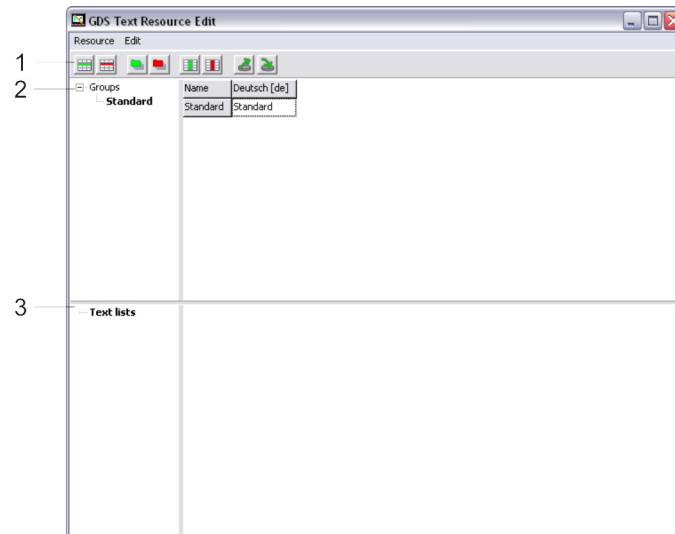 GDS Text Resource Edit
Resource Edit
1
2
Groups
Standard
Name Deutsch [de]
Standard Standard
3
Text lists